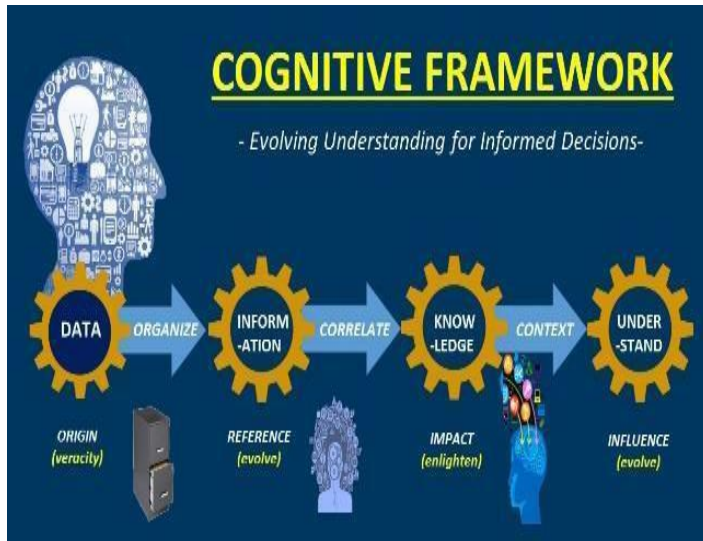 COGNITIVE FRAMEWORK
- Evolving Understanding for Informed Decisions-
DATA
ORGANIZE
INFORM
-ATION
CORRELATE
KNOW
-LEDGE
CONTEXT
UNDER
-STAND
ORIGIN
(veracity)
REFERENCE
(evolve)
IMPACT
(enlighten)
INFLUENCE
(evolve)